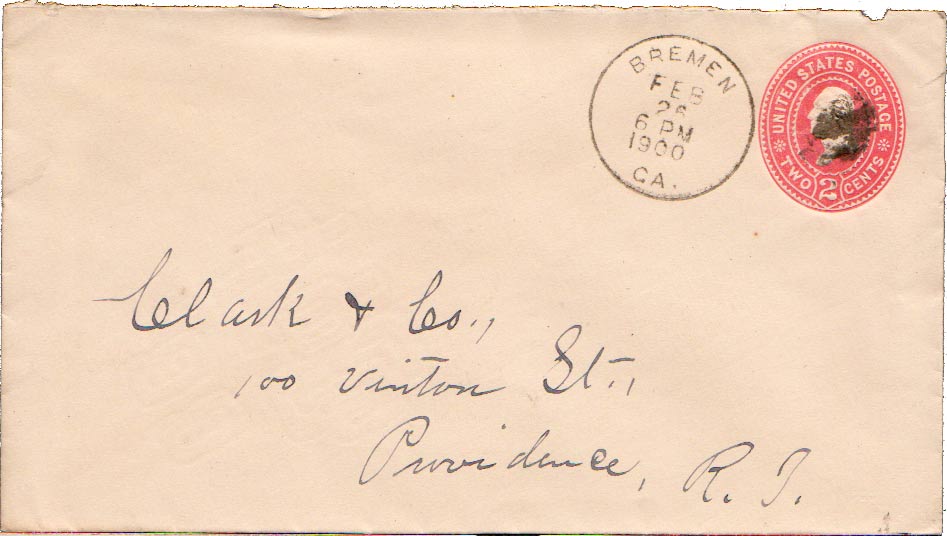 BREMEN
FEB
26
6 PM
1900
GA.
UNITED STATES POSTAGE
TWO 2 CENTS
Clark & Co.,
100 Vinton St.,
Providence, R. I.